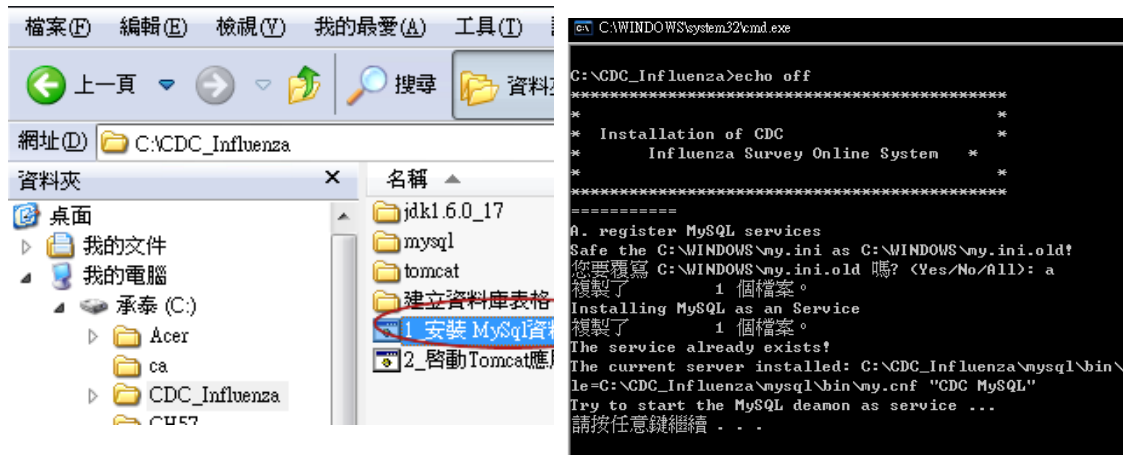 檔案(F) 編輯(E) 檢視(V) 我的最愛(A) 工具(I)
上一頁 搜尋
網址(D) C:\CDC_Influenza
資料夾 × 名稱
桌面
我的文件
我的電腦
承泰 (C:)
Acer
ca
CDC_Influenza
CH57
jdk1.6.0_17
mysql
tomcat
建立資料庫表格
1_安裝 MySql資
2_啓動Tomcat應
C:\WINDOWS\system32\cmd.exe
C:\CDC_Influenza>echo off
*********************************************
* *
* Installation of CDC *
* Influenza Survey Online System *
* *
*********************************************
===========
A. register MySQL services
Safe the C:\WINDOWS\my.ini as C:\WINDOWS\my.ini.old!
您要覆寫 C:\WINDOWS\my.ini.old 嗎? (Yes/No/All): a
複製了 1 個檔案。
Installing MySQL as an Service
複製了 1 個檔案。
The service already exists!
The current server installed: C:\CDC_Influenza\mysql\bin\
le=C:\CDC_Influenza\mysql\bin\my.cnf "CDC MySQL"
Try to start the MySQL deamon as service ...
請按任意鍵繼續 . . .